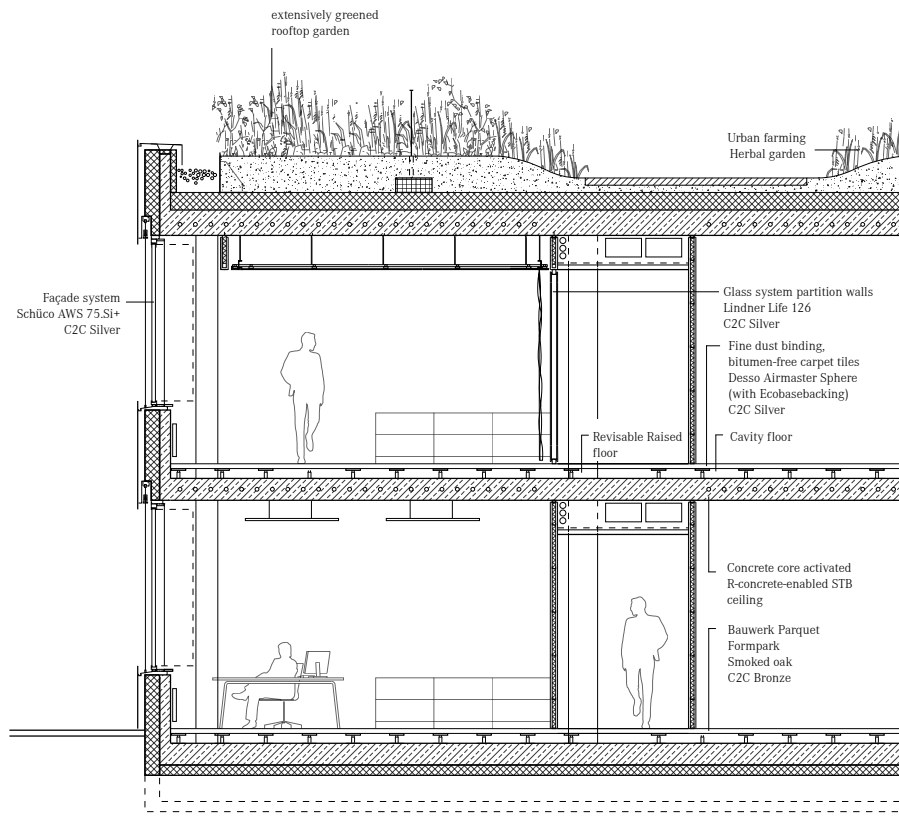 extensively greened
rooftop garden
Urban farming
Herbal garden
Façade system
Schüco AWS 75.Si+
C2C Silver
Glass system partition walls
Lindner Life 126
C2C Silver
Fine dust binding,
bitumen-free carpet tiles
Desso Airmaster Sphere
(with Ecobasebacking)
C2C Silver
Revisable Raised
floor
Cavity floor
Concrete core activated
R-concrete-enabled STB
ceiling
Bauwerk Parquet
Formpark
Smoked oak
C2C Bronze